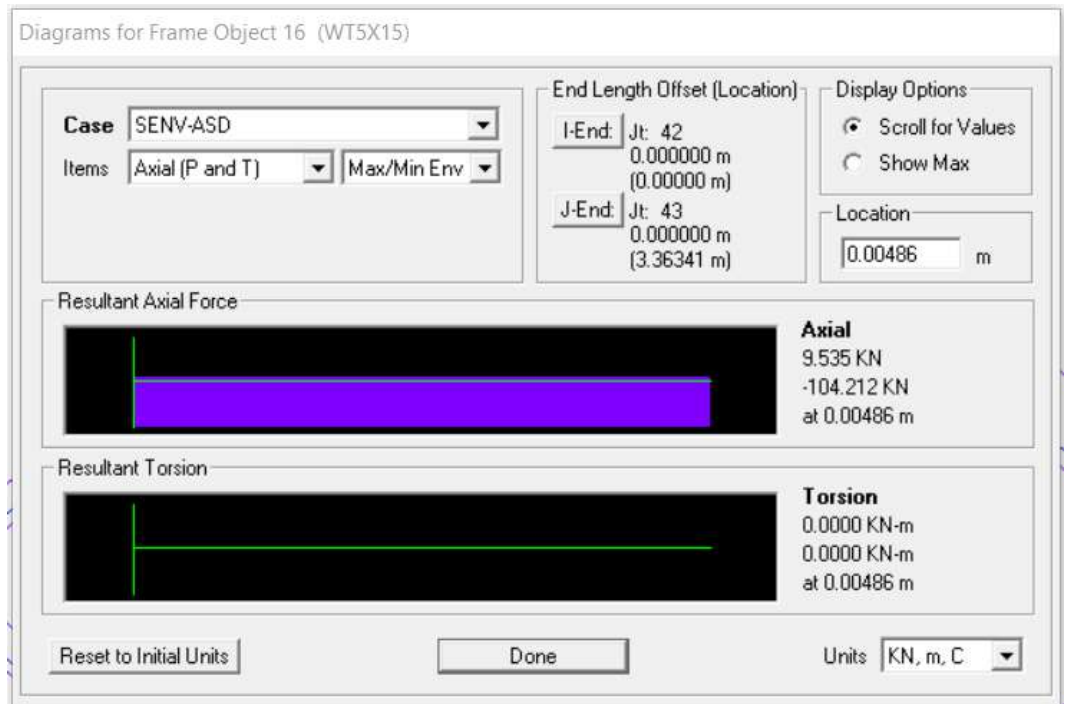 Diagrams for Frame Object 16 (WT5X15)
Case SENV-ASD
Items Axial (P and T) Max/Min Env
End Length Offset (Location)
I-End: Jt: 42
0.000000 m
(0.00000 m)
J-End: Jt: 43
0.000000 m
(3.36341 m)
Display Options
Scroll for Values
Show Max
Location
0.00486 m
Resultant Axial Force
Axial
9.535 KN
-104.212 KN
at 0.00486 m
Resultant Torsion
Torsion
0.0000 KN-m
0.0000 KN-m
at 0.00486 m
Reset to Initial Units
Done
Units KN, m, C